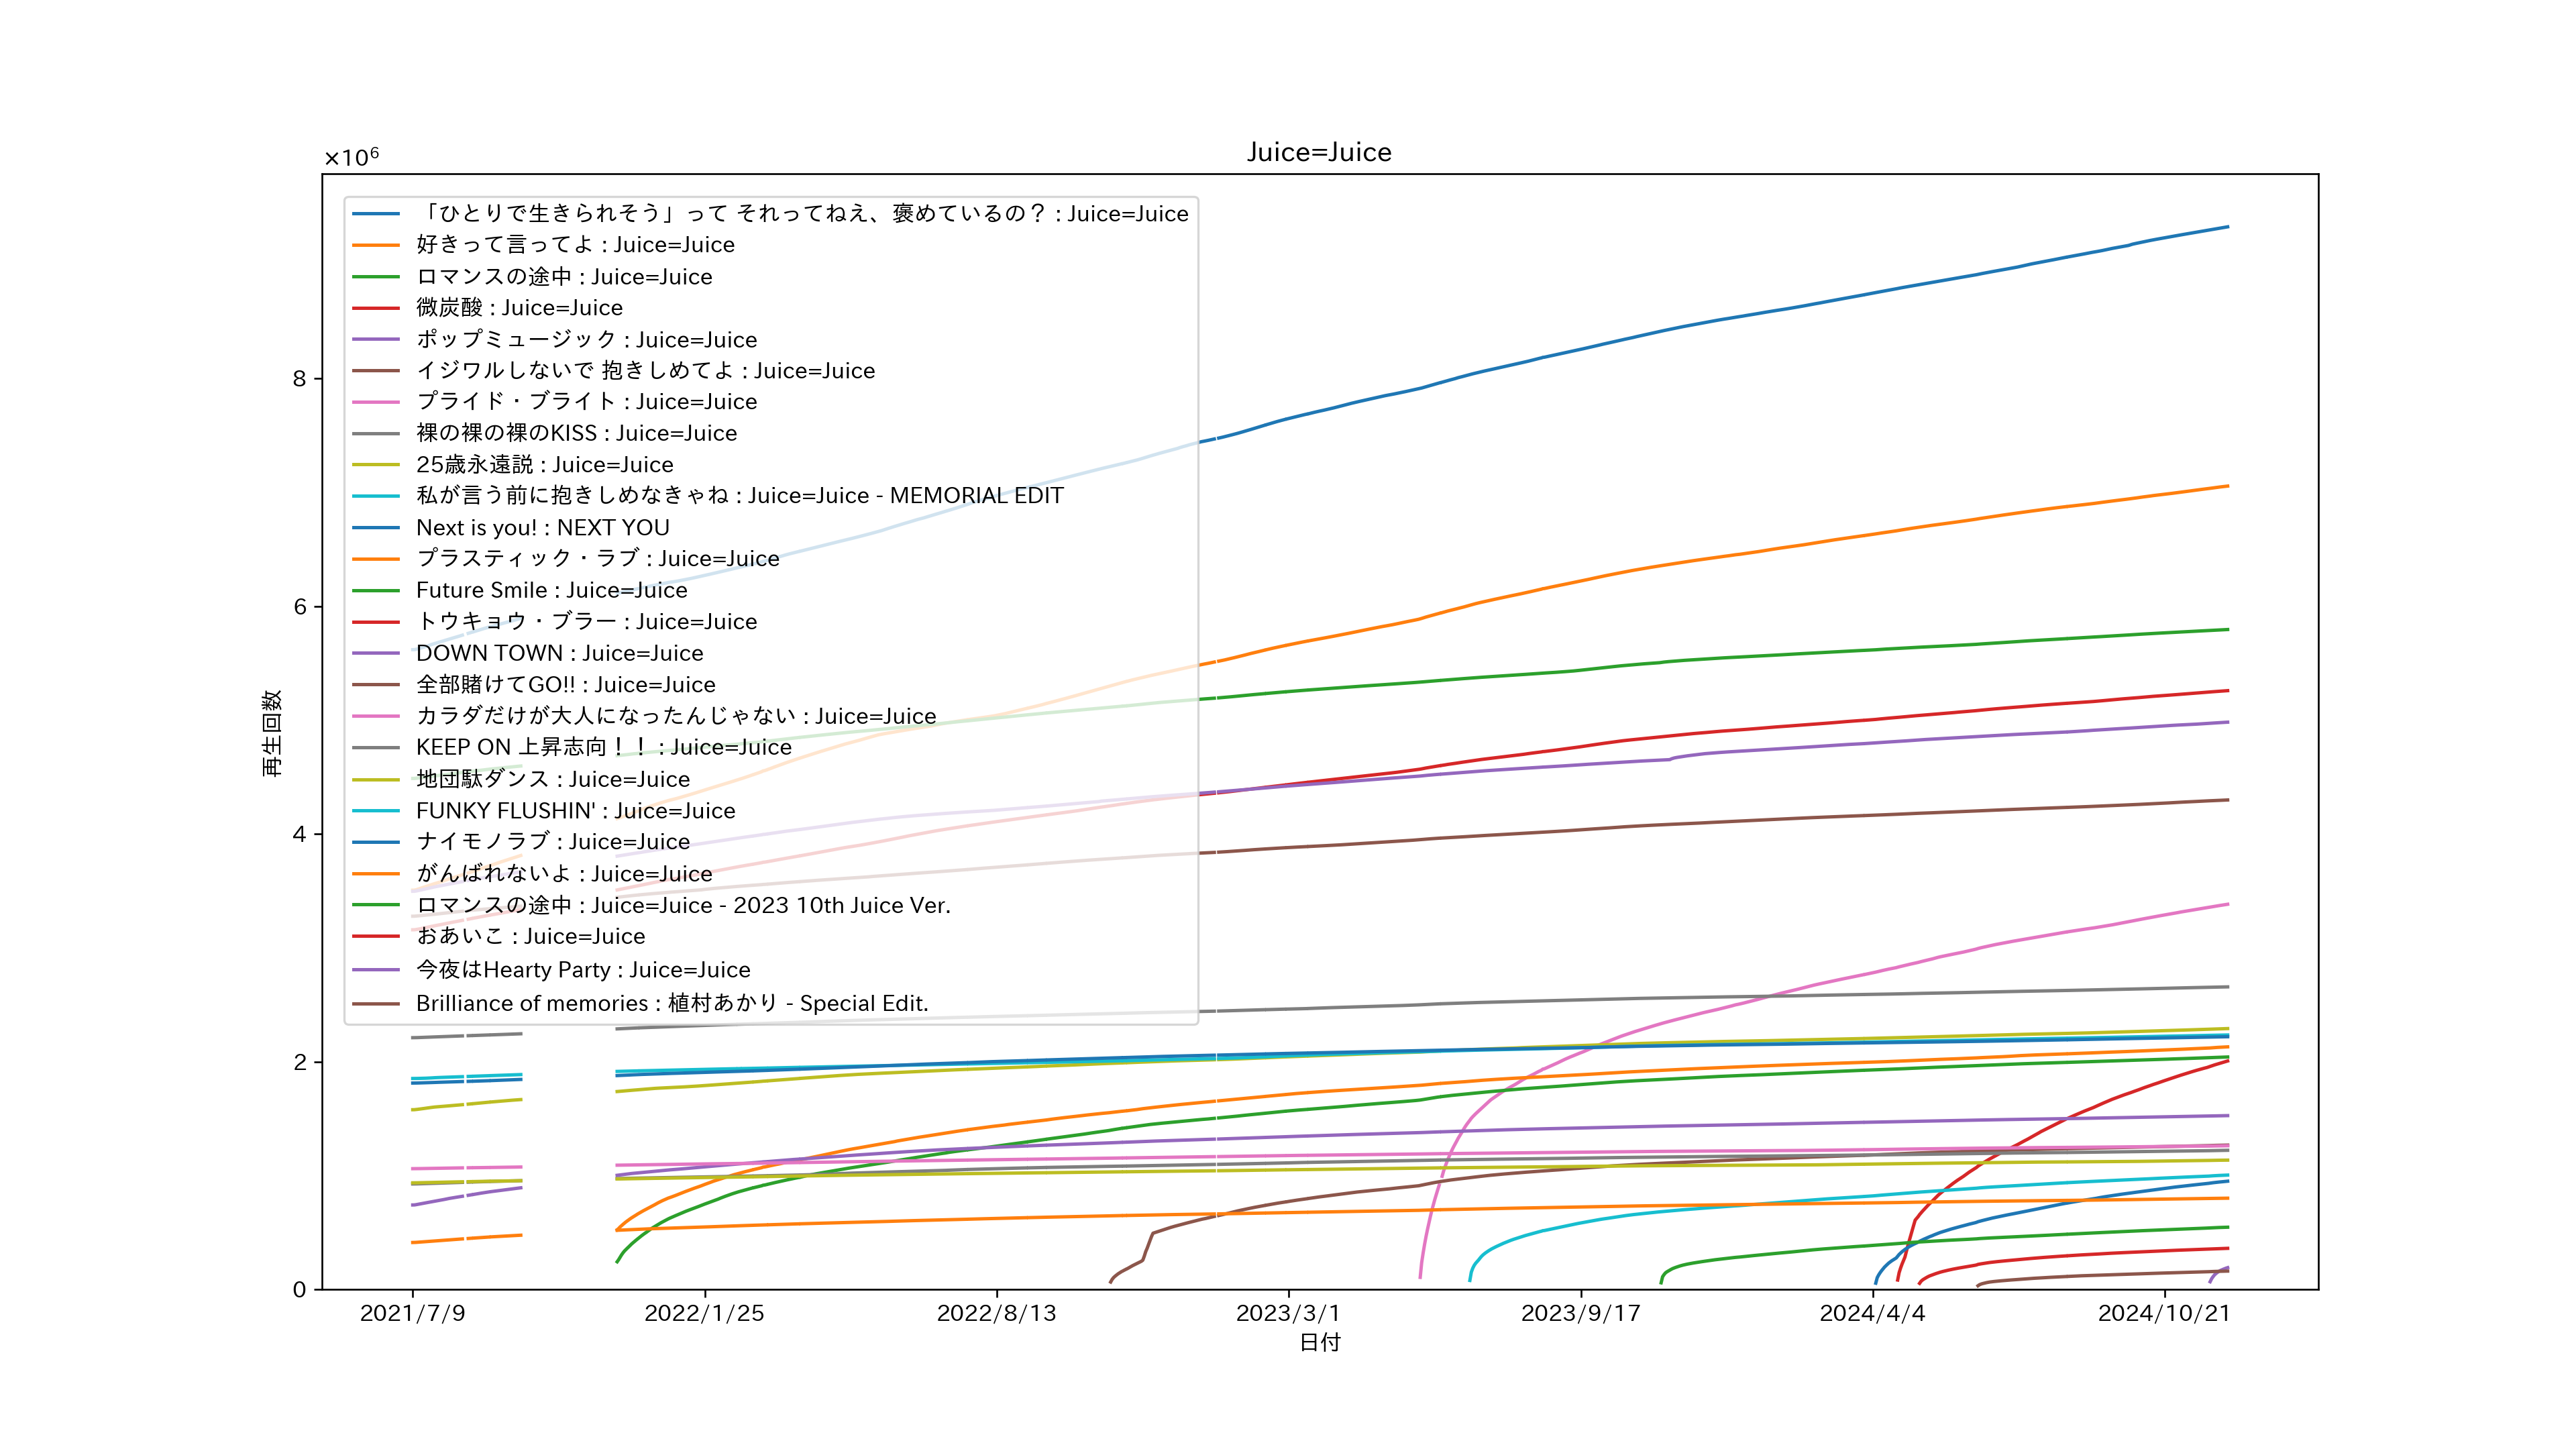 Juice=Juice
×10⁶
「ひとりで生きられそう」って それってねえ、褒めているの？ : Juice=Juice
好きって言ってよ : Juice=Juice
ロマンスの途中 : Juice=Juice
微炭酸 : Juice=Juice
ポップミュージック : Juice=Juice
イジワルしないで 抱きしめてよ : Juice=Juice
プライド・ブライト : Juice=Juice
裸の裸の裸のKISS : Juice=Juice
25歳永遠説 : Juice=Juice
私が言う前に抱きしめなきゃね : Juice=Juice - MEMORIAL EDIT
Next is you! : NEXT YOU
プラスティック・ラブ : Juice=Juice
Future Smile : Juice=Juice
トウキョウ・ブラー : Juice=Juice
DOWN TOWN : Juice=Juice
全部賭けてGO!! : Juice=Juice
カラダだけが大人になったんじゃない : Juice=Juice
KEEP ON 上昇志向！！ : Juice=Juice
地団駄ダンス : Juice=Juice
FUNKY FLUSHIN' : Juice=Juice
ナイモノラブ : Juice=Juice
がんばれないよ : Juice=Juice
ロマンスの途中 : Juice=Juice - 2023 10th Juice Ver.
おあいこ : Juice=Juice
今夜はHearty Party : Juice=Juice
Brilliance of memories : 植村あかり - Special Edit.
8
6
4
2
0
再生回数
2021/7/9 2022/1/25 2022/8/13 2023/3/1 2023/9/17 2024/4/4 2024/10/21
日付